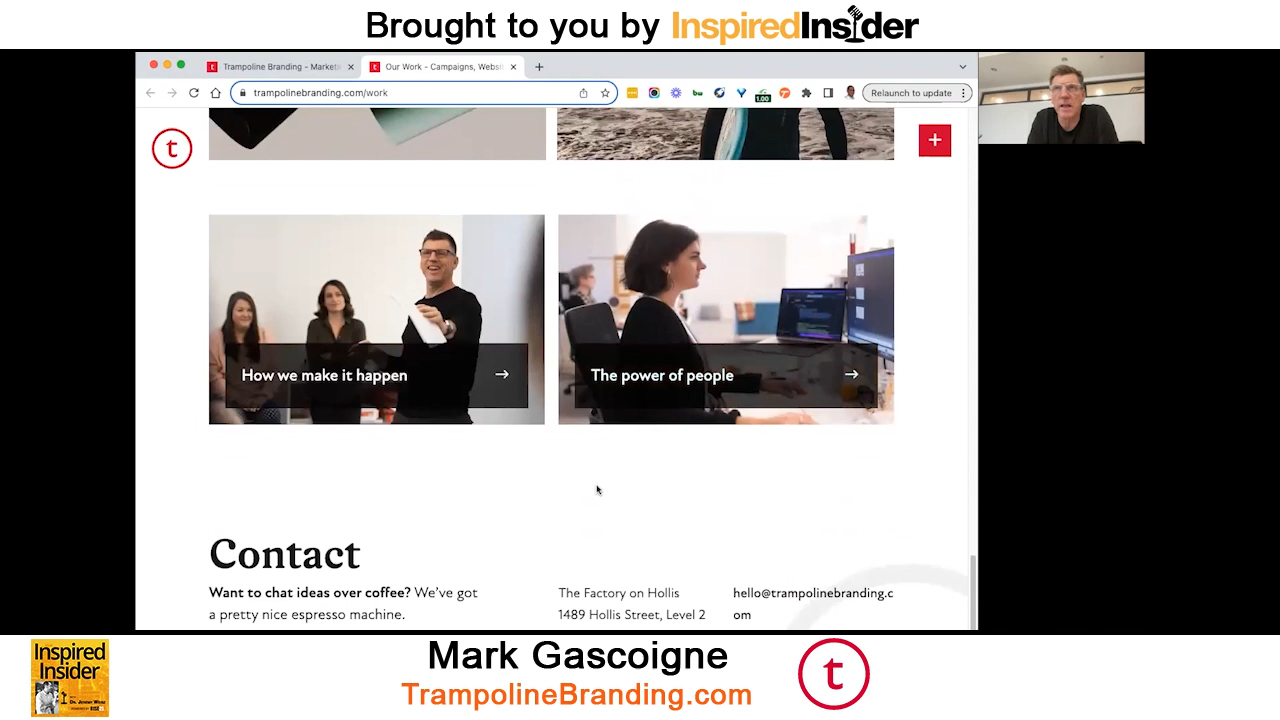 Brought to you by InspiredInsider
Trampoline Branding - Marketi
Our Work - Campaigns, Websi
trampolinebranding.com/work
bw
1.00
Relaunch to update
t
+
How we make it happen →
The power of people →
Contact
Want to chat ideas over coffee? We've got
a pretty nice espresso machine.
The Factory on Hollis
1489 Hollis Street, Level 2
hello@trampolinebranding.c
om
Inspired
Insider
Mark Gascoigne
TrampolineBranding.com
t